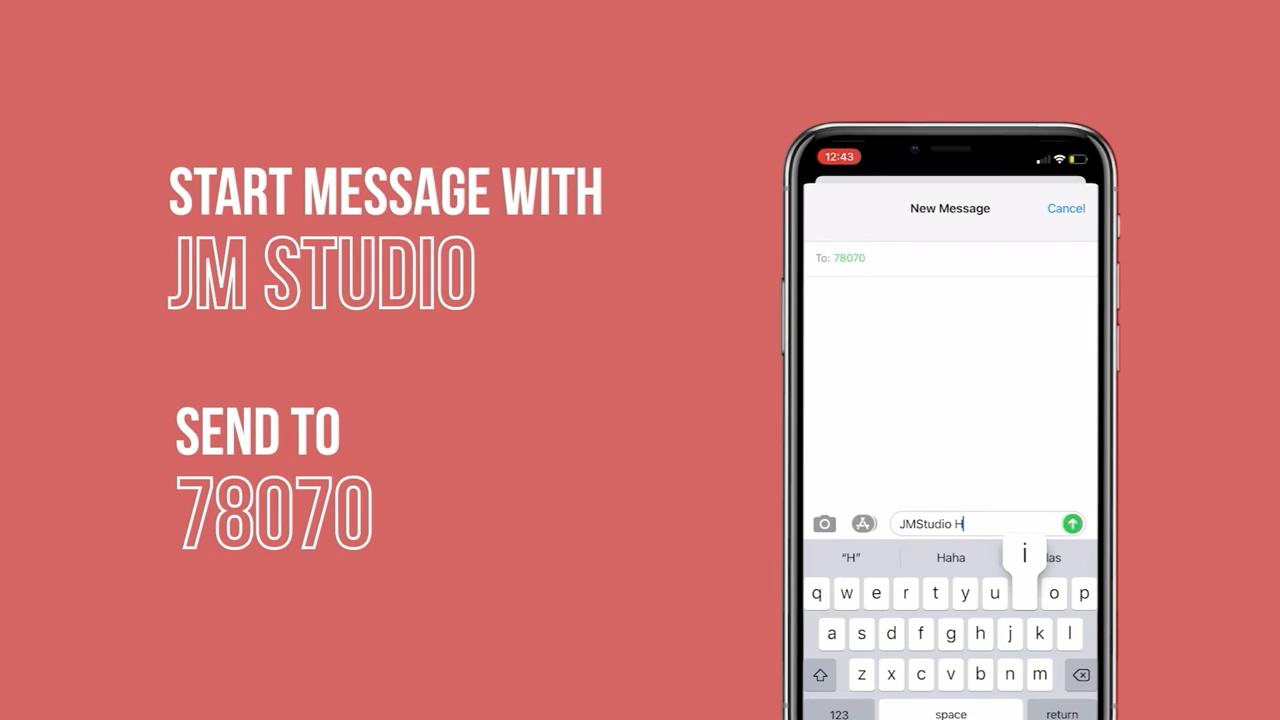 START MESSAGE WITH
JM STUDIO
SEND TO
78070
12:43
New Message
Cancel
To: 78070
JMStudio H
“H”
Haha
i
q w e r t y u o p
a s d f g h j k l
z x c v b n m
123
space
return